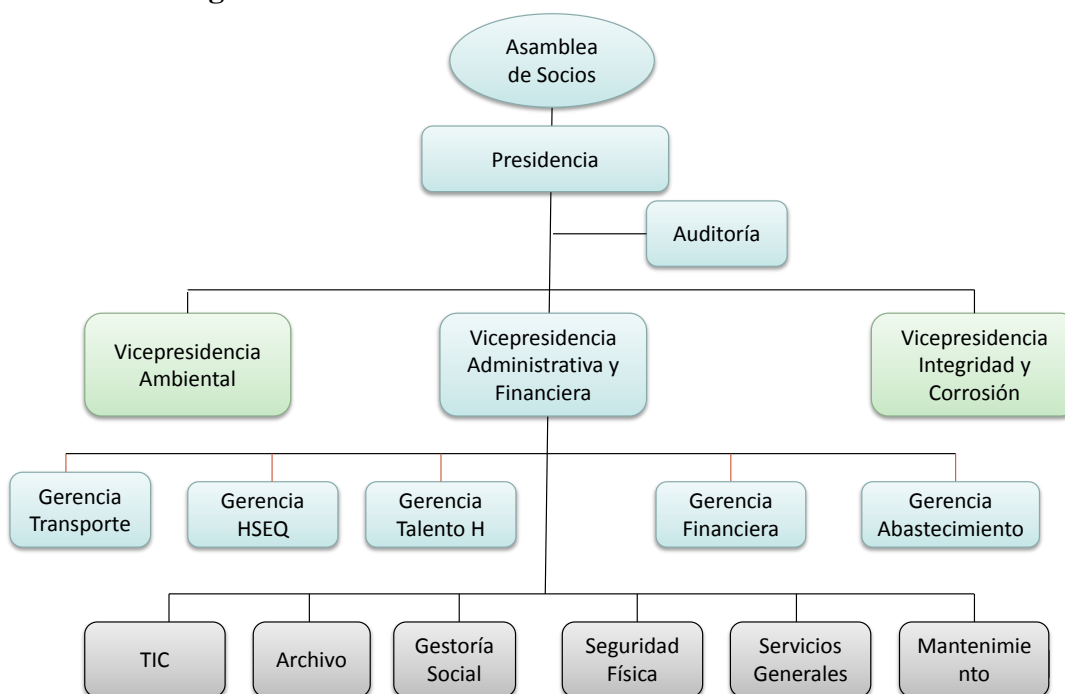 Asamblea
de Socios
Presidencia
Auditoría
Vicepresidencia
Ambiental
Vicepresidencia
Administrativa y
Financiera
Vicepresidencia
Integridad y
Corrosión
Gerencia
Transporte
Gerencia
HSEQ
Gerencia
Talento H
Gerencia
Financiera
Gerencia
Abastecimiento
TIC
Archivo
Gestoría
Social
Seguridad
Física
Servicios
Generales
Mantenimie
nto